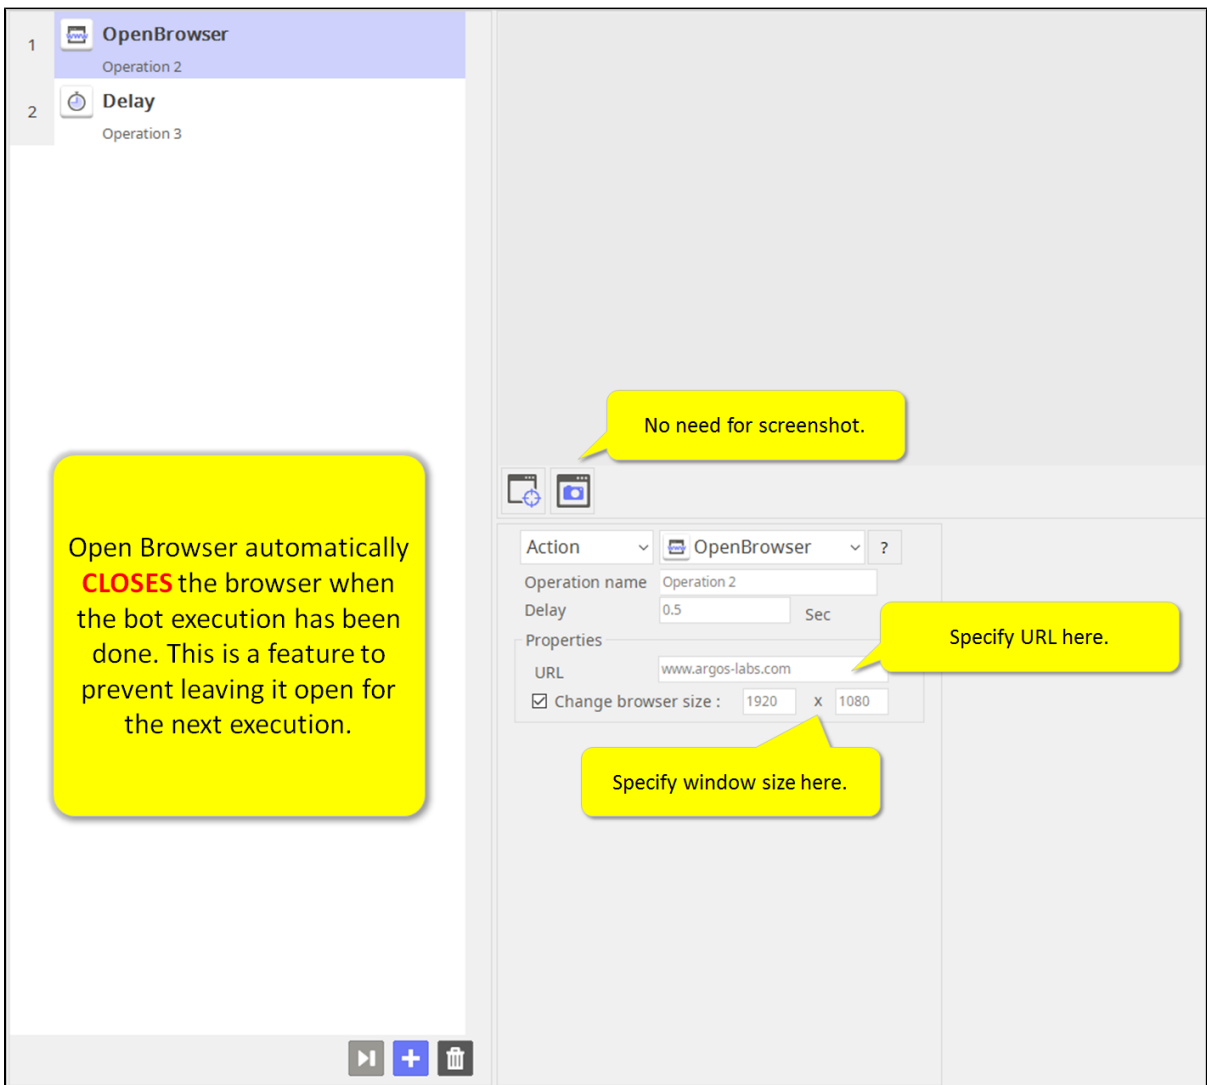 1
OpenBrowser
Operation 2
2
Delay
Operation 3
No need for screenshot.
Open Browser automatically
CLOSES the browser when
the bot execution has been
done. This is a feature to
prevent leaving it open for
the next execution.
Action
www OpenBrowser
?
Operation name Operation 2
Delay 0.5 Sec
Properties
Specify URL here.
URL www.argos-labs.com
Change browser size : 1920 x 1080
Specify window size here.